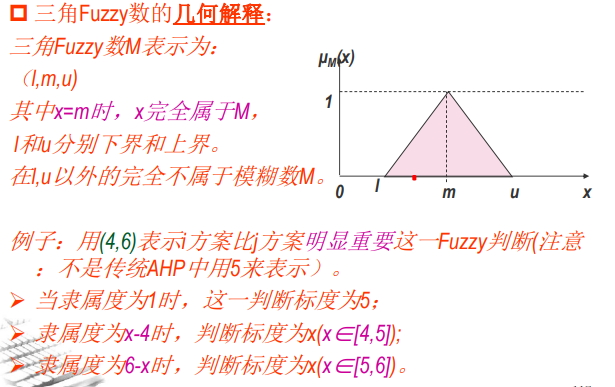 三角Fuzzy数的几何解释:
三角Fuzzy数M表示为:
(l,m,u)
其中x=m时,x完全属于M,
l和u分别下界和上界。
在l,u以外的完全不属于模糊数M。
μM(x)
1
0
l
m
u
x
例子:用(4,6)表示i方案比j方案明显重要这一Fuzzy判断(注意
:不是传统AHP中用5来表示)。
➢ 当隶属度为1时,这一判断标度为5;
➢ 隶属度为x-4时,判断标度为x(x∈[4,5]);
➢ 隶属度为6-x时,判断标度为x(x∈[5,6])。